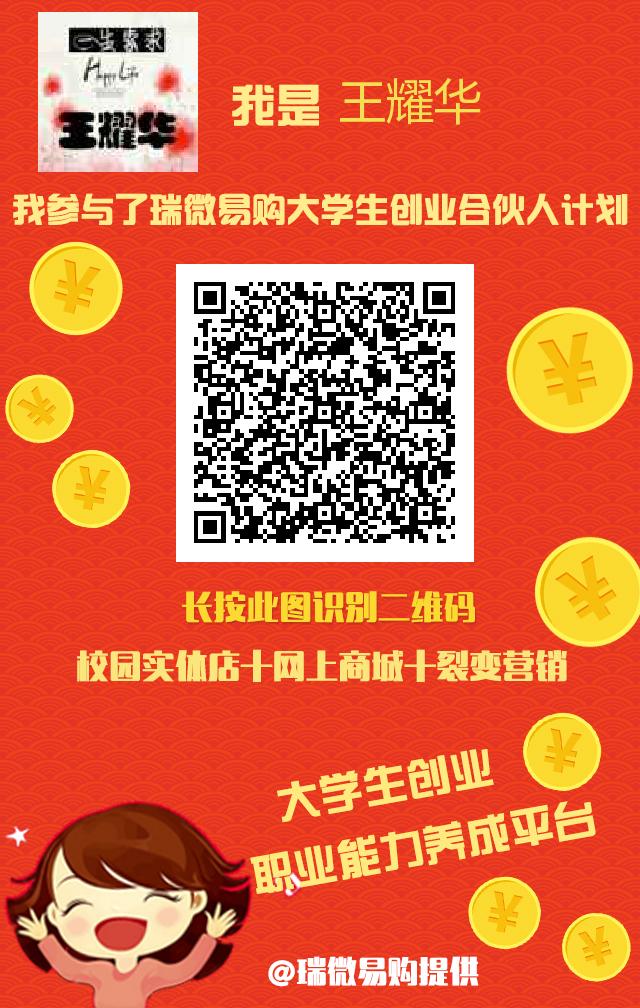 一生繁求
Happy Life
王耀华
我是 王耀华
我参与了瑞微易购大学生创业合伙人计划
长按此图识别二维码
校园实体店十网上商城十裂变营销
大学生创业
职业能力养成平台
@瑞微易购提供